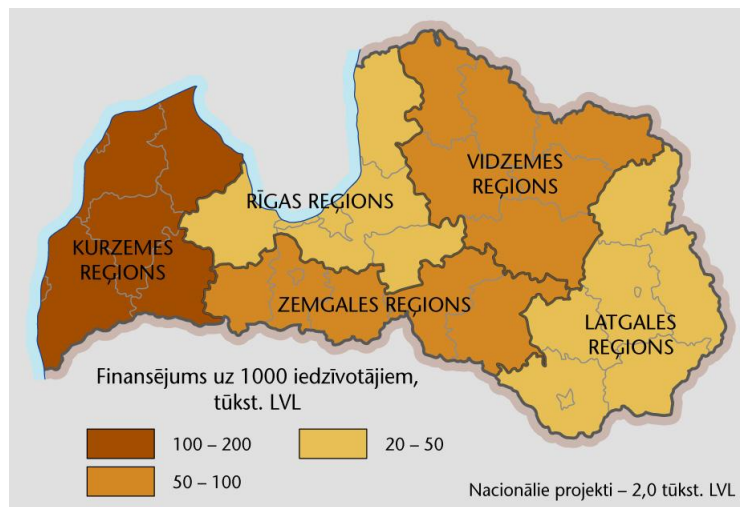 VIDZEMES
REĢIONS
RĪGAS REĢIONS
KURZEMES
REĢIONS
ZEMGALES REĢIONS
LATGALES
REĢIONS
Finansējums uz 1000 iedzīvotājiem,
tūkst. LVL
100 – 200
20 – 50
50 – 100
Nacionālie projekti – 2,0 tūkst. LVL